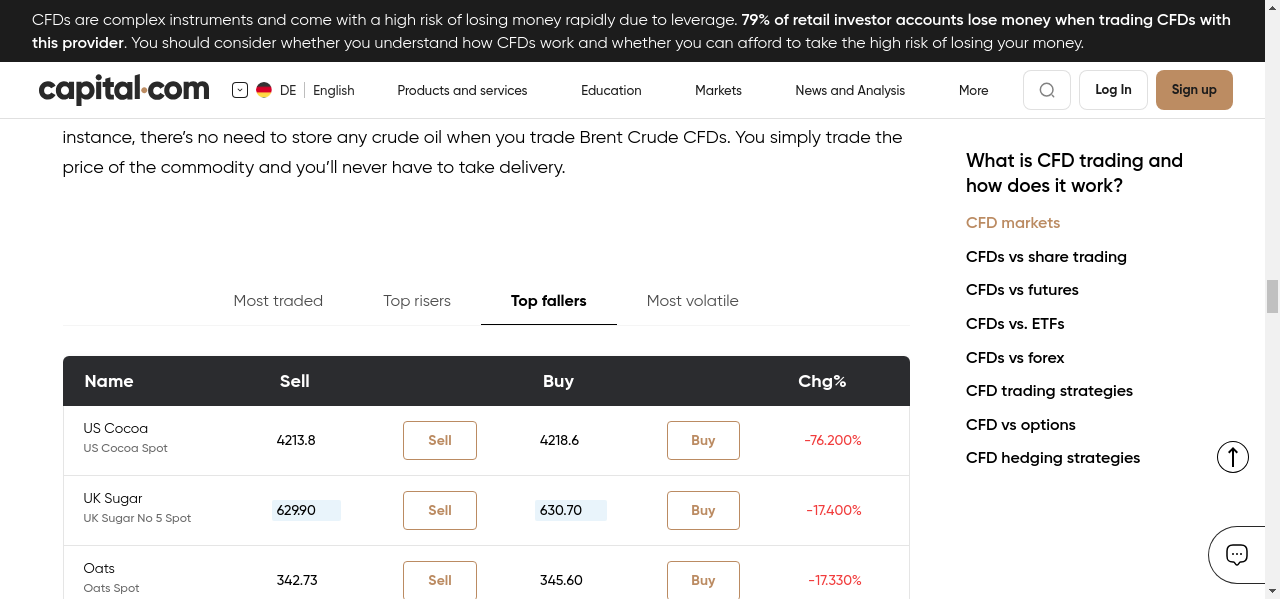 CFDs are complex instruments and come with a high risk of losing money rapidly due to leverage. 79% of retail investor accounts lose money when trading CFDs with
this provider. You should consider whether you understand how CFDs work and whether you can afford to take the high risk of losing your money.
capital.com DE English Products and services Education Markets News and Analysis More Log In Sign up
instance, there's no need to store any crude oil when you trade Brent Crude CFDs. You simply trade the
price of the commodity and you'll never have to take delivery.
Most traded Top risers Top fallers Most volatile
Name Sell Buy Chg%
US Cocoa
US Cocoa Spot
4213.8 Sell 4218.6 Buy -76.200%
UK Sugar
UK Sugar No 5 Spot
629.90 Sell 630.70 Buy -17.400%
Oats
Oats Spot
342.73 Sell 345.60 Buy -17.330%
What is CFD trading and
how does it work?
CFD markets
CFDs vs share trading
CFDs vs futures
CFDs vs. ETFs
CFDs vs forex
CFD trading strategies
CFD vs options
CFD hedging strategies